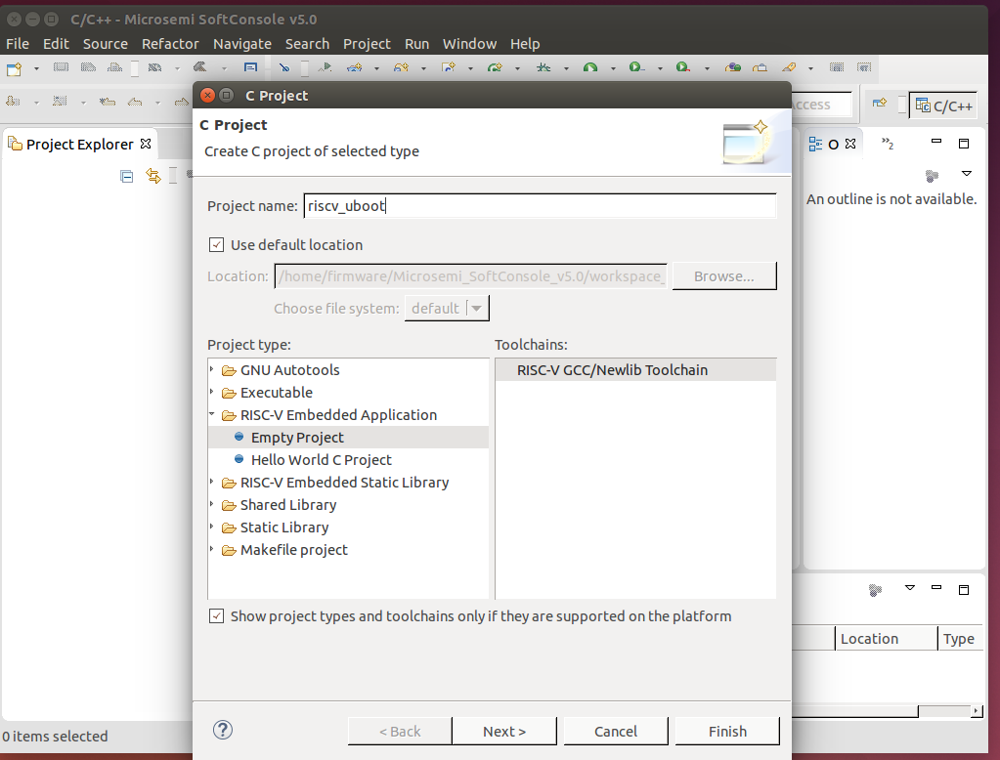 C/C++ - Microsemi SoftConsole v5.0
File Edit Source Refactor Navigate Search Project Run Window Help
C Project
Access
C/C++
C Project
Create C project of selected type
Project Explorer
O
»2
An outline is not available.
Project name: riscv_uboot
Use default location
Location: /home/firmware/Microsemi_SoftConsole_v5.0/workspace_ Browse...
Choose file system: default
Project type: Toolchains:
GNU Autotools
RISC-V GCC/Newlib Toolchain
Executable
RISC-V Embedded Application
Empty Project
Hello World C Project
RISC-V Embedded Static Library
Shared Library
Static Library
Makefile project
Show project types and toolchains only if they are supported on the platform
Location Type
? < Back Next > Cancel Finish
0 items selected